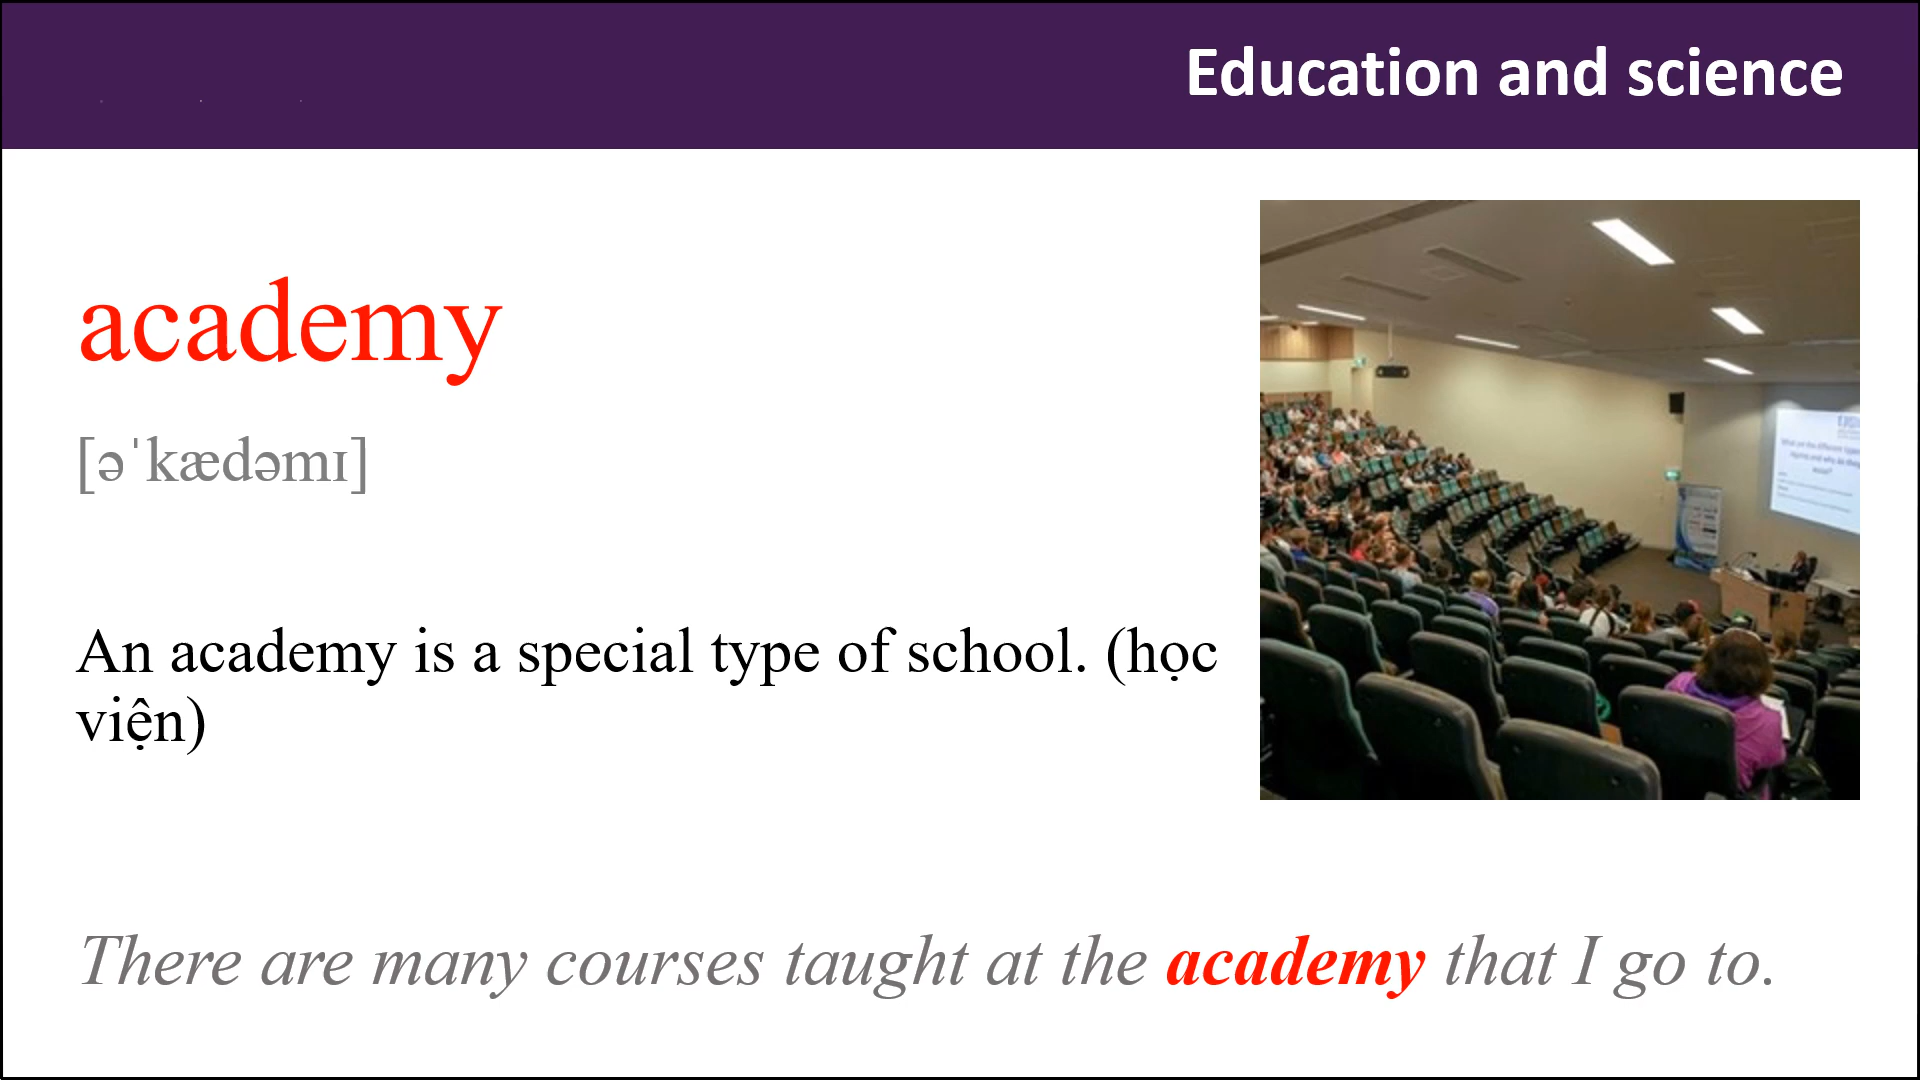 Education and science
academy
[əˈkædəmɪ]
An academy is a special type of school. (học
viện)
There are many courses taught at the academy that I go to.